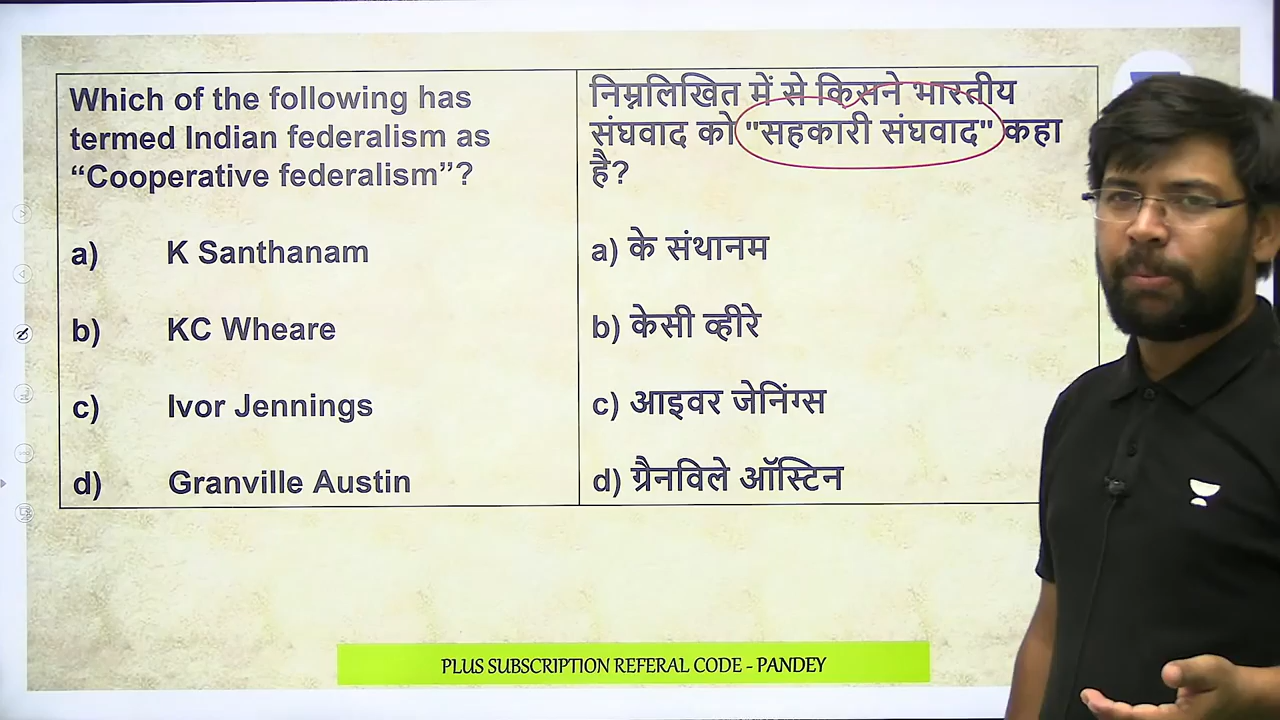 Which of the following has
termed Indian federalism as
“Cooperative federalism”?
a) K Santhanam
b) KC Wheare
c) Ivor Jennings
d) Granville Austin
निम्नलिखित में से किसने भारतीय
संघवाद को "सहकारी संघवाद" कहा
है?
a) के संथानम
b) केसी व्हीरे
c) आइवर जेनिंग्स
d) ग्रैनविले ऑस्टिन
PLUS SUBSCRIPTION REFERAL CODE - PANDEY